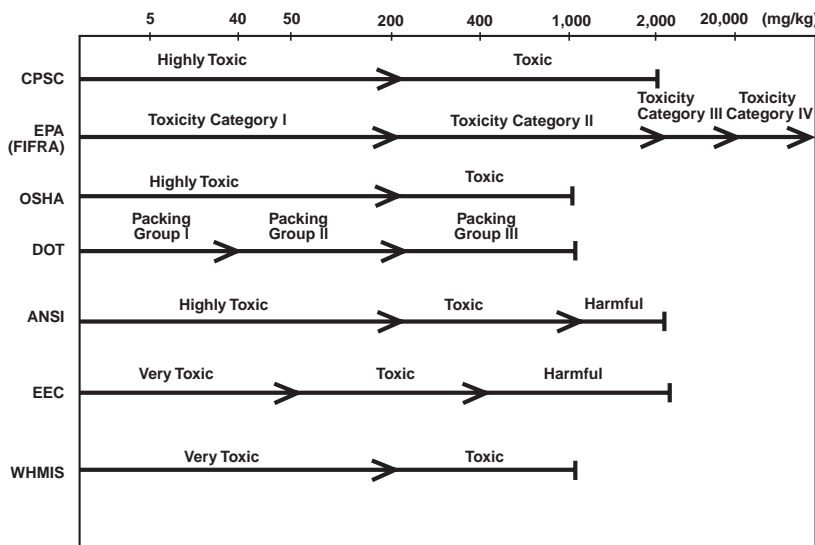 5 40 50 200 400 1,000 2,000 20,000 (mg/kg)
Highly Toxic Toxic
CPSC
Toxicity Category I Toxicity Category II Toxicity Category III Toxicity Category IV
EPA
(FIFRA)
Highly Toxic Toxic
OSHA
Packing Group I Packing Group II Packing Group III
DOT
Highly Toxic Toxic Harmful
ANSI
Very Toxic Toxic Harmful
EEC
Very Toxic Toxic
WHMIS